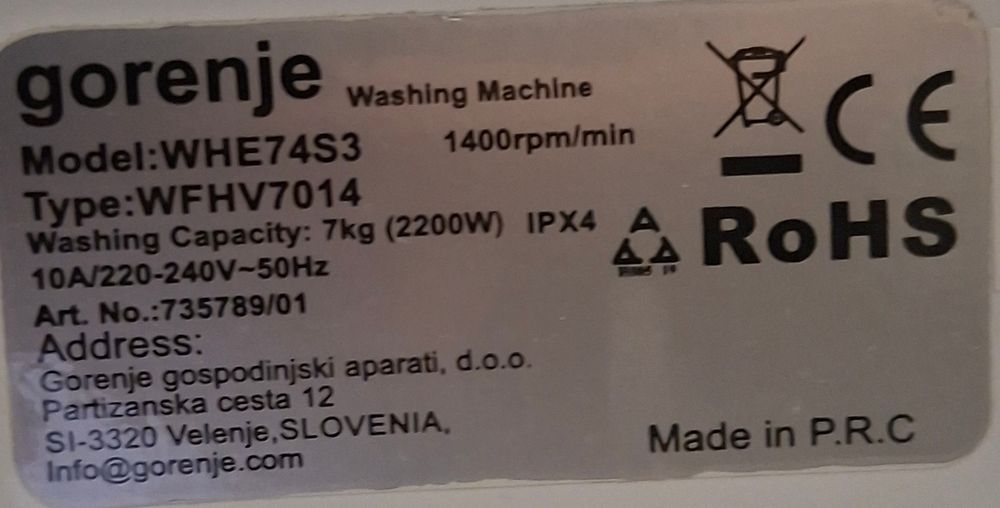 gorenje Washing Machine
Model:WHE74S3 1400rpm/min
Type:WFHV7014
Washing Capacity: 7kg (2200W) IPX4
10A/220-240V~50Hz
Art. No.:735789/01
Address:
Gorenje gospodinjski aparati, d.o.o.
Partizanska cesta 12
SI-3320 Velenje,SLOVENIA,
Info@gorenje.com
CE
RoHS
Made in P.R.C